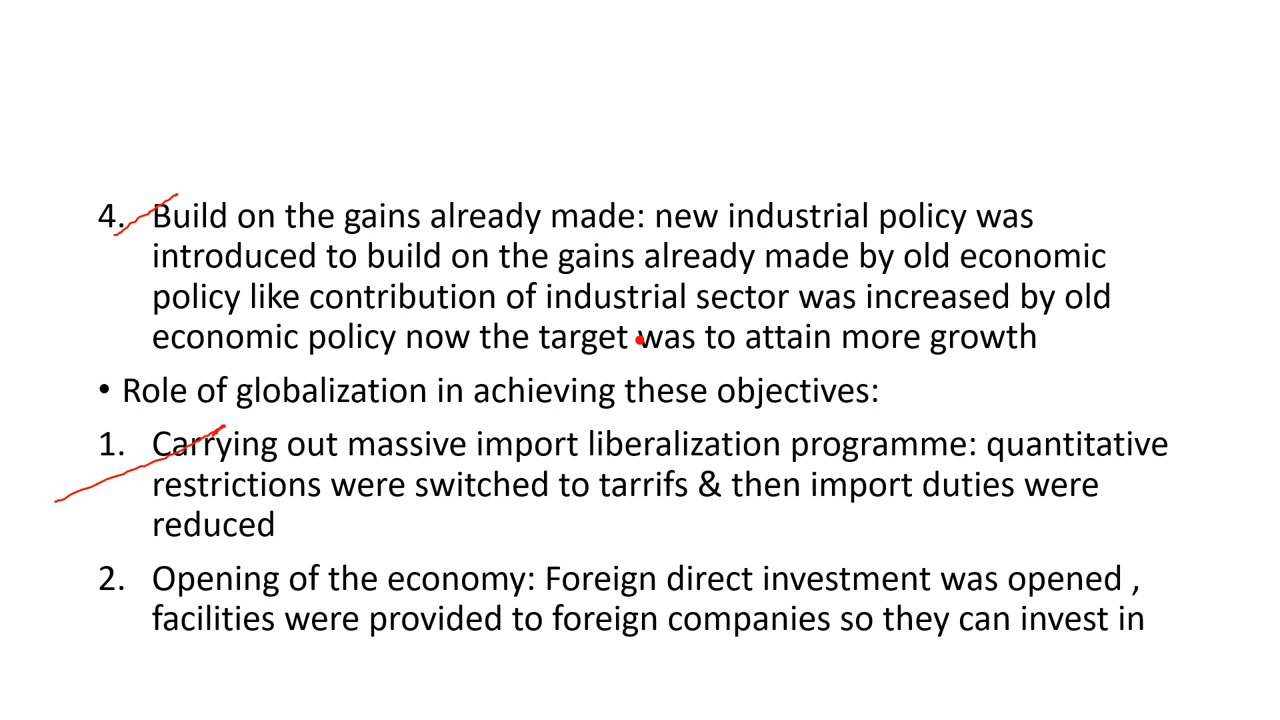 4. Build on the gains already made: new industrial policy was
introduced to build on the gains already made by old economic
policy like contribution of industrial sector was increased by old
economic policy now the target was to attain more growth
• Role of globalization in achieving these objectives:
1. Carrying out massive import liberalization programme: quantitative
restrictions were switched to tarrifs & then import duties were
reduced
2. Opening of the economy: Foreign direct investment was opened ,
facilities were provided to foreign companies so they can invest in